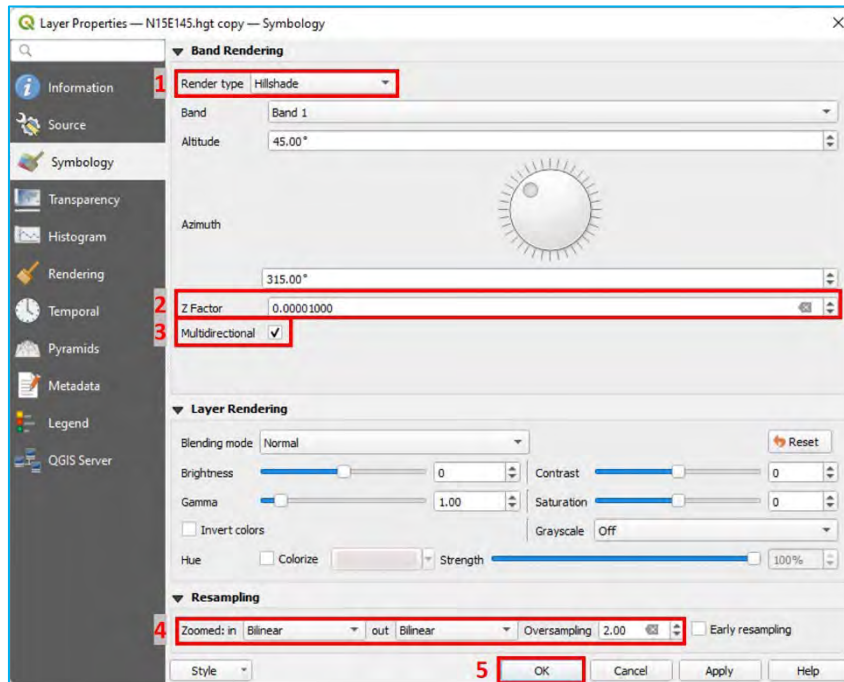 Layer Properties — N15E145.hgt copy — Symbology
Information
Source
Symbology
Transparency
Histogram
Rendering
Temporal
Pyramids
Metadata
Legend
QGIS Server
Band Rendering
1 Render type Hillshade
Band Band 1
Altitude 45.00°
Azimuth
315.00°
2 Z Factor 0.00001000
3 Multidirectional
Layer Rendering
Blending mode Normal Reset
Brightness 0 Contrast 0
Gamma 1.00 Saturation 0
Invert colors Grayscale Off
Hue Colorize Strength 100%
Resampling
4 Zoomed: in Bilinear out Bilinear Oversampling 2.00 Early resampling
Style 5 OK Cancel Apply Help